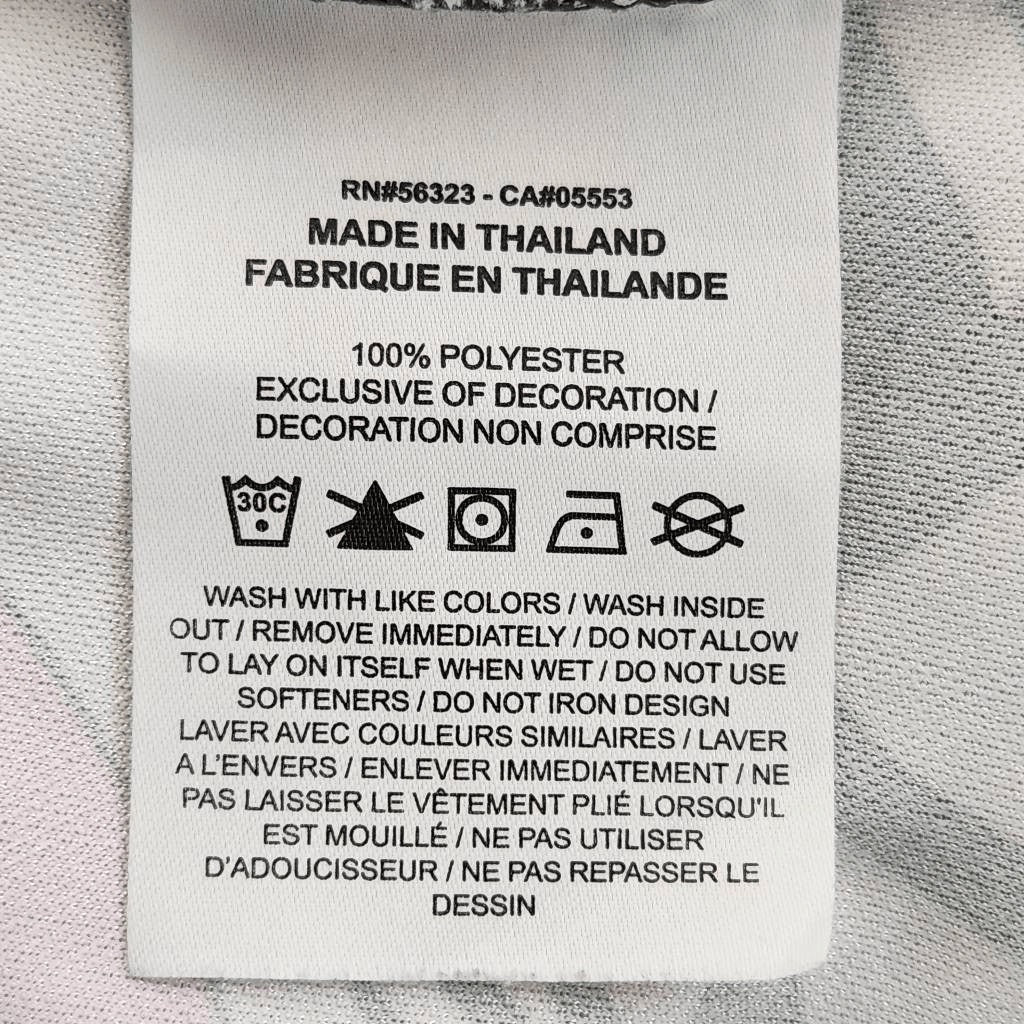 RN#56323 - CA#05553
MADE IN THAILAND
FABRIQUE EN THAILANDE
100% POLYESTER
EXCLUSIVE OF DECORATION /
DECORATION NON COMPRISE
30C
WASH WITH LIKE COLORS / WASH INSIDE
OUT / REMOVE IMMEDIATELY / DO NOT ALLOW
TO LAY ON ITSELF WHEN WET / DO NOT USE
SOFTENERS / DO NOT IRON DESIGN
LAVER AVEC COULEURS SIMILAIRES / LAVER
A L'ENVERS / ENLEVER IMMEDIATEMENT / NE
PAS LAISSER LE VÊTEMENT PLIÉ LORSQU'IL
EST MOUILLÉ / NE PAS UTILISER
D'ADOUCISSEUR / NE PAS REPASSER LE
DESSIN